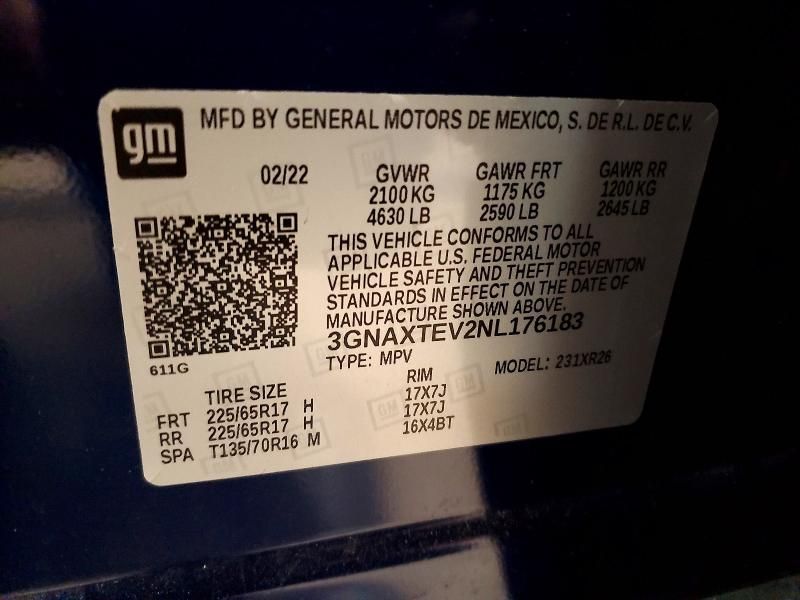 gm
MFD BY GENERAL MOTORS DE MEXICO, S. DE R.L. DE C.V.
02/22 GVWR GAWR FRT GAWR RR
2100 KG 1175 KG 1200 KG
4630 LB 2590 LB 2645 LB
THIS VEHICLE CONFORMS TO ALL
APPLICABLE U.S. FEDERAL MOTOR
VEHICLE SAFETY AND THEFT PREVENTION
STANDARDS IN EFFECT ON THE DATE OF
MANUFACTURE SHOWN ABOVE.
3GNAXTEV2NL176183
611G
TYPE: MPV MODEL: 231XR26
TIRE SIZE RIM
FRT 225/65R17 H 17X7J
RR 225/65R17 H 17X7J
SPA T135/70R16 M 16X4BT